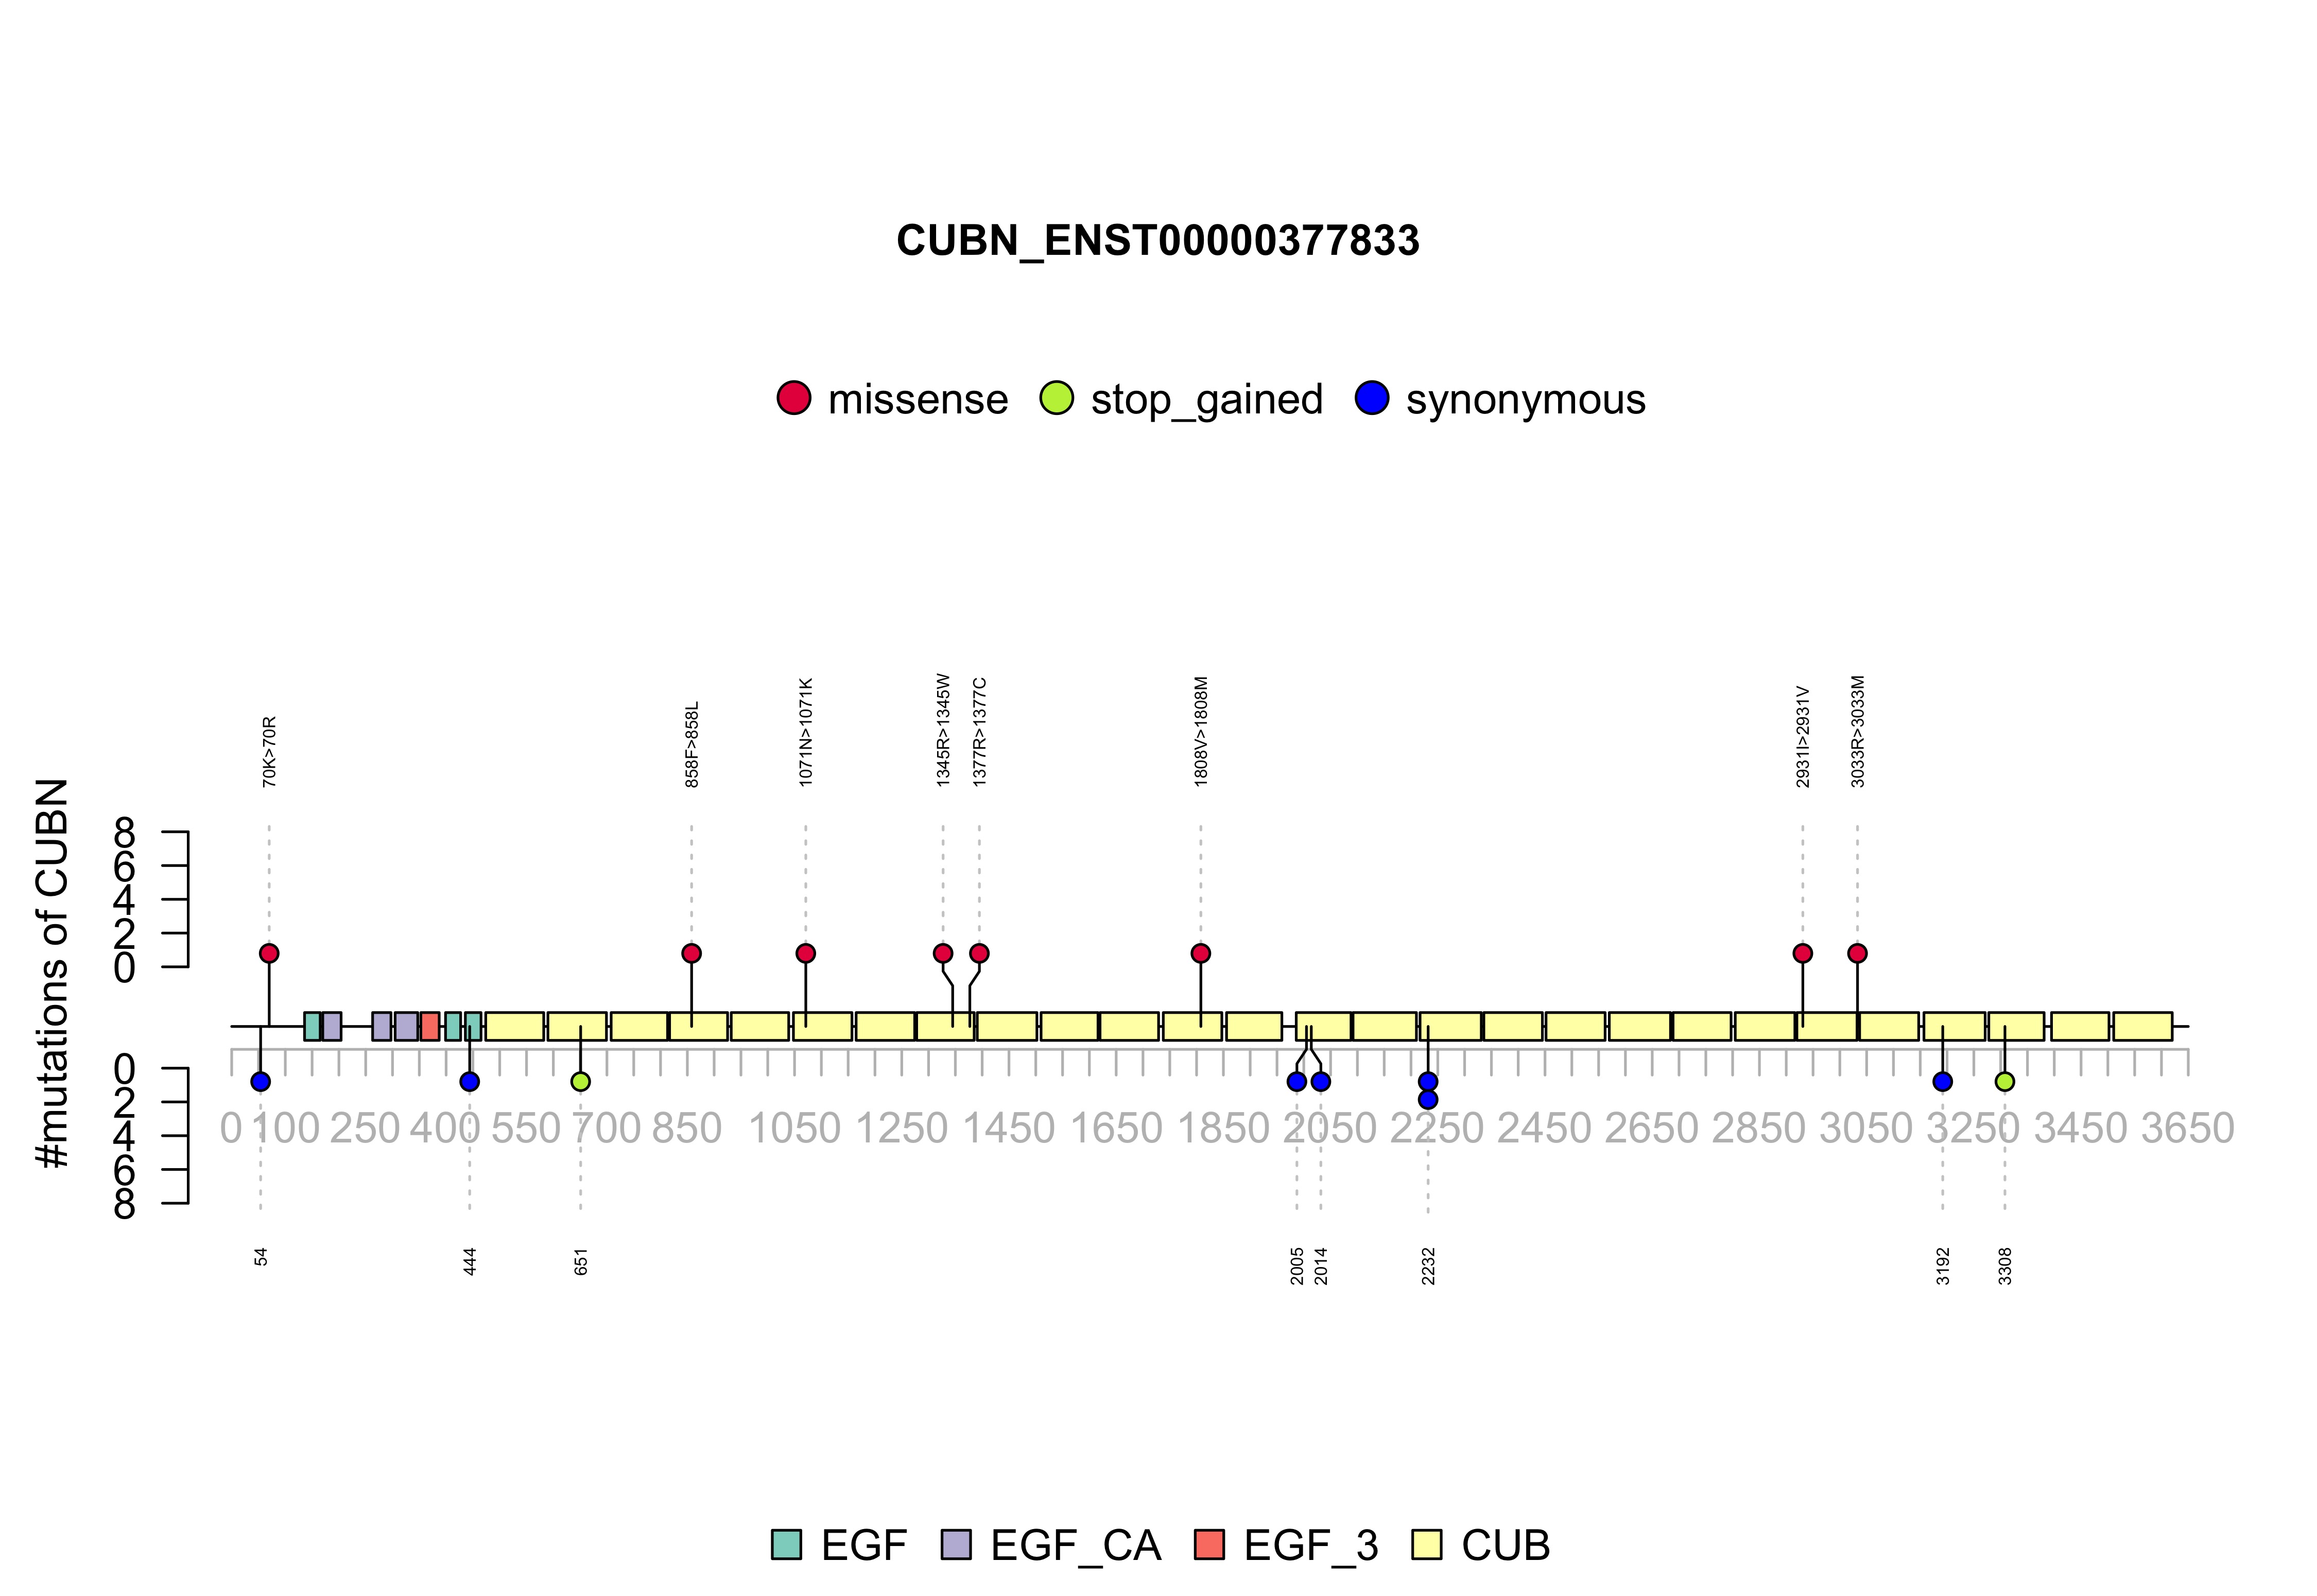 CUBN_ENST00000377833
missense stop_gained synonymous
70K>70R 858F>858L 1071N>1071K 1345R>1345W 1377R>1377C 1808V>1808M 2931I>2931V 3033R>3033M
#mutations of CUBN
8
6
4
2
0
0
2
4
6
8
0 100 250 400 550 700 850 1050 1250 1450 1650 1850 2050 2250 2450 2650 2850 3050 3250 3450 3650
54 444 651 2005 2014 2232 3192 3308
EGF EGF_CA EGF_3 CUB